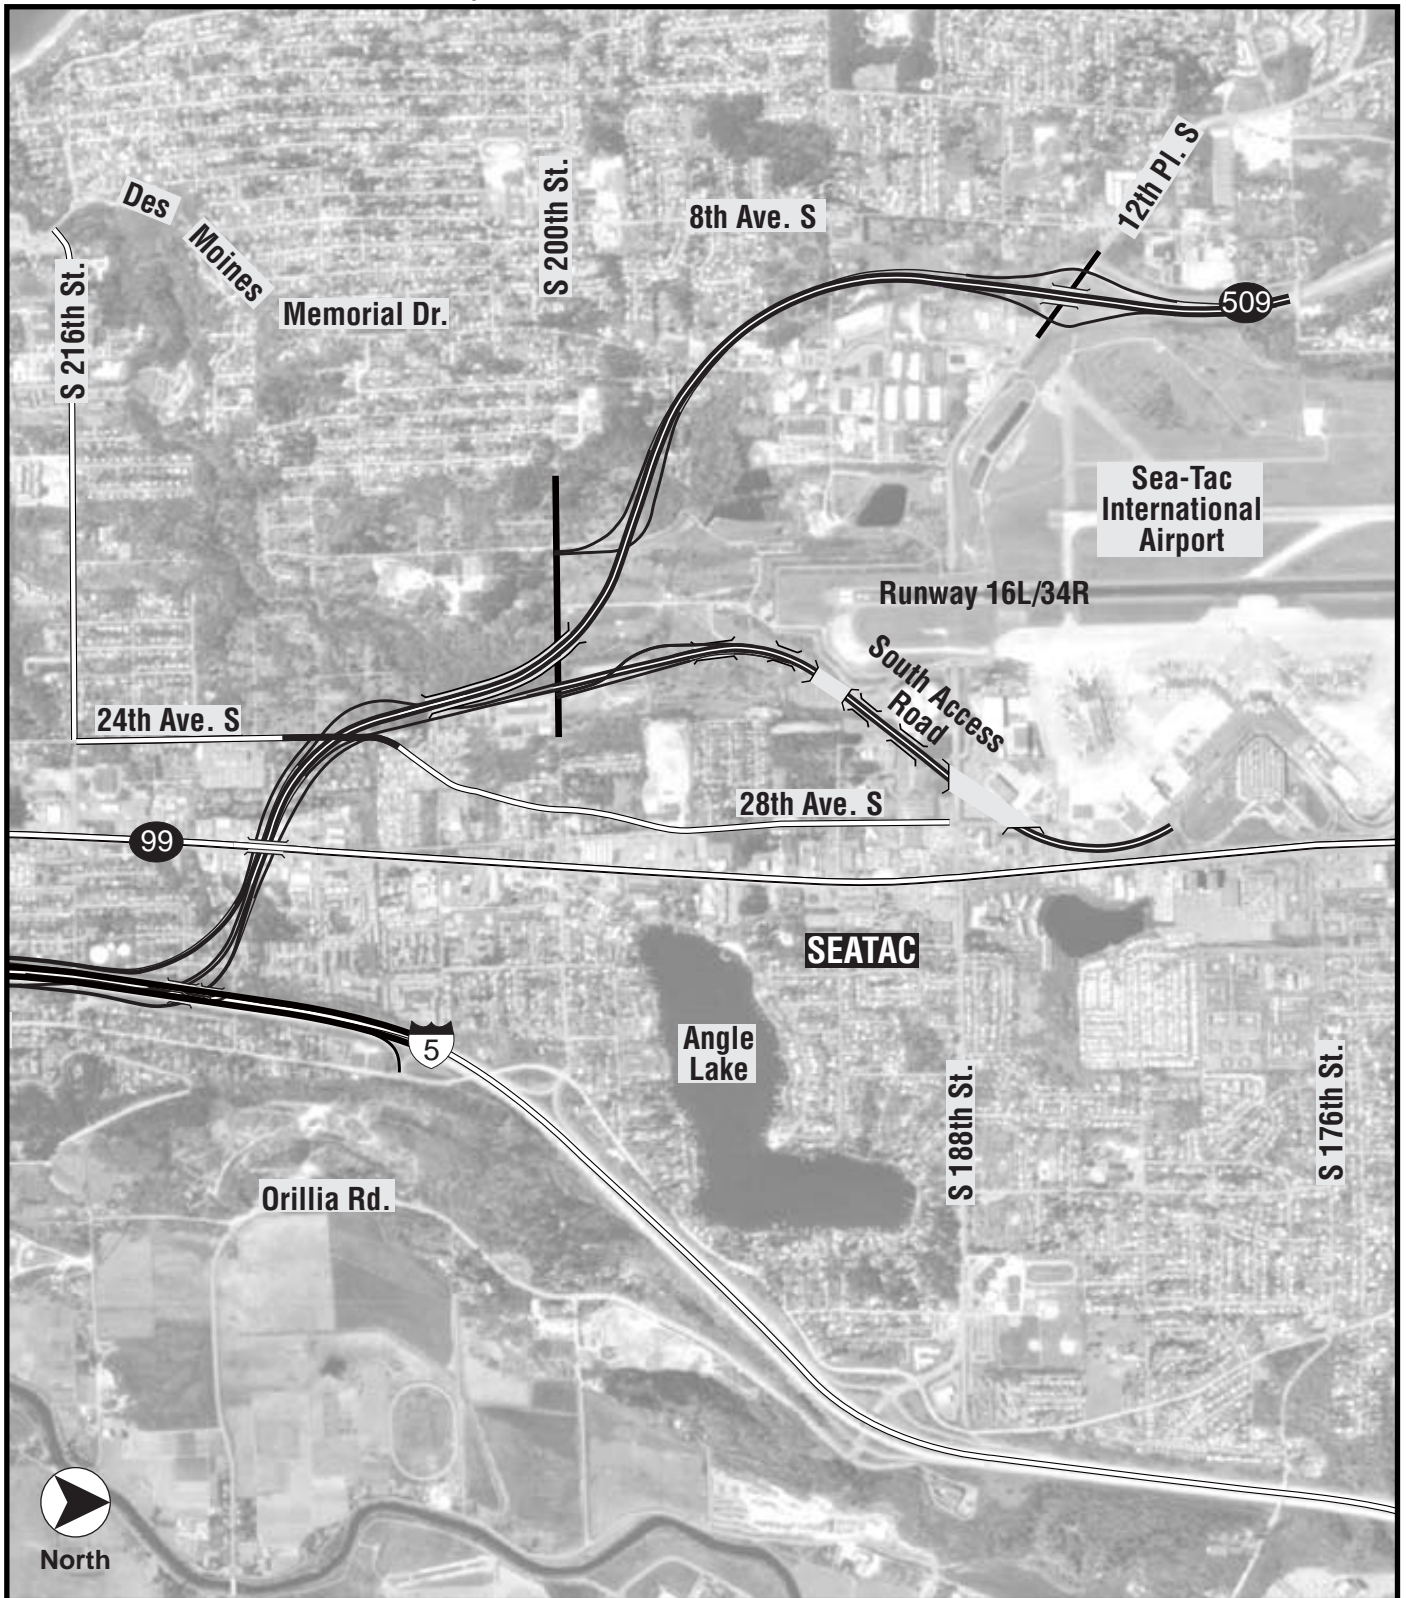 12th Pl. S
Des
Moines
Memorial Dr.
S 200th St.
8th Ave. S
S 216th St.
509
Sea-Tac
International
Airport
Runway 16L/34R
South Access
Road
24th Ave. S
28th Ave. S
99
SEATAC
5
Angle
Lake
S 188th St.
S 176th St.
Orillia Rd.
North